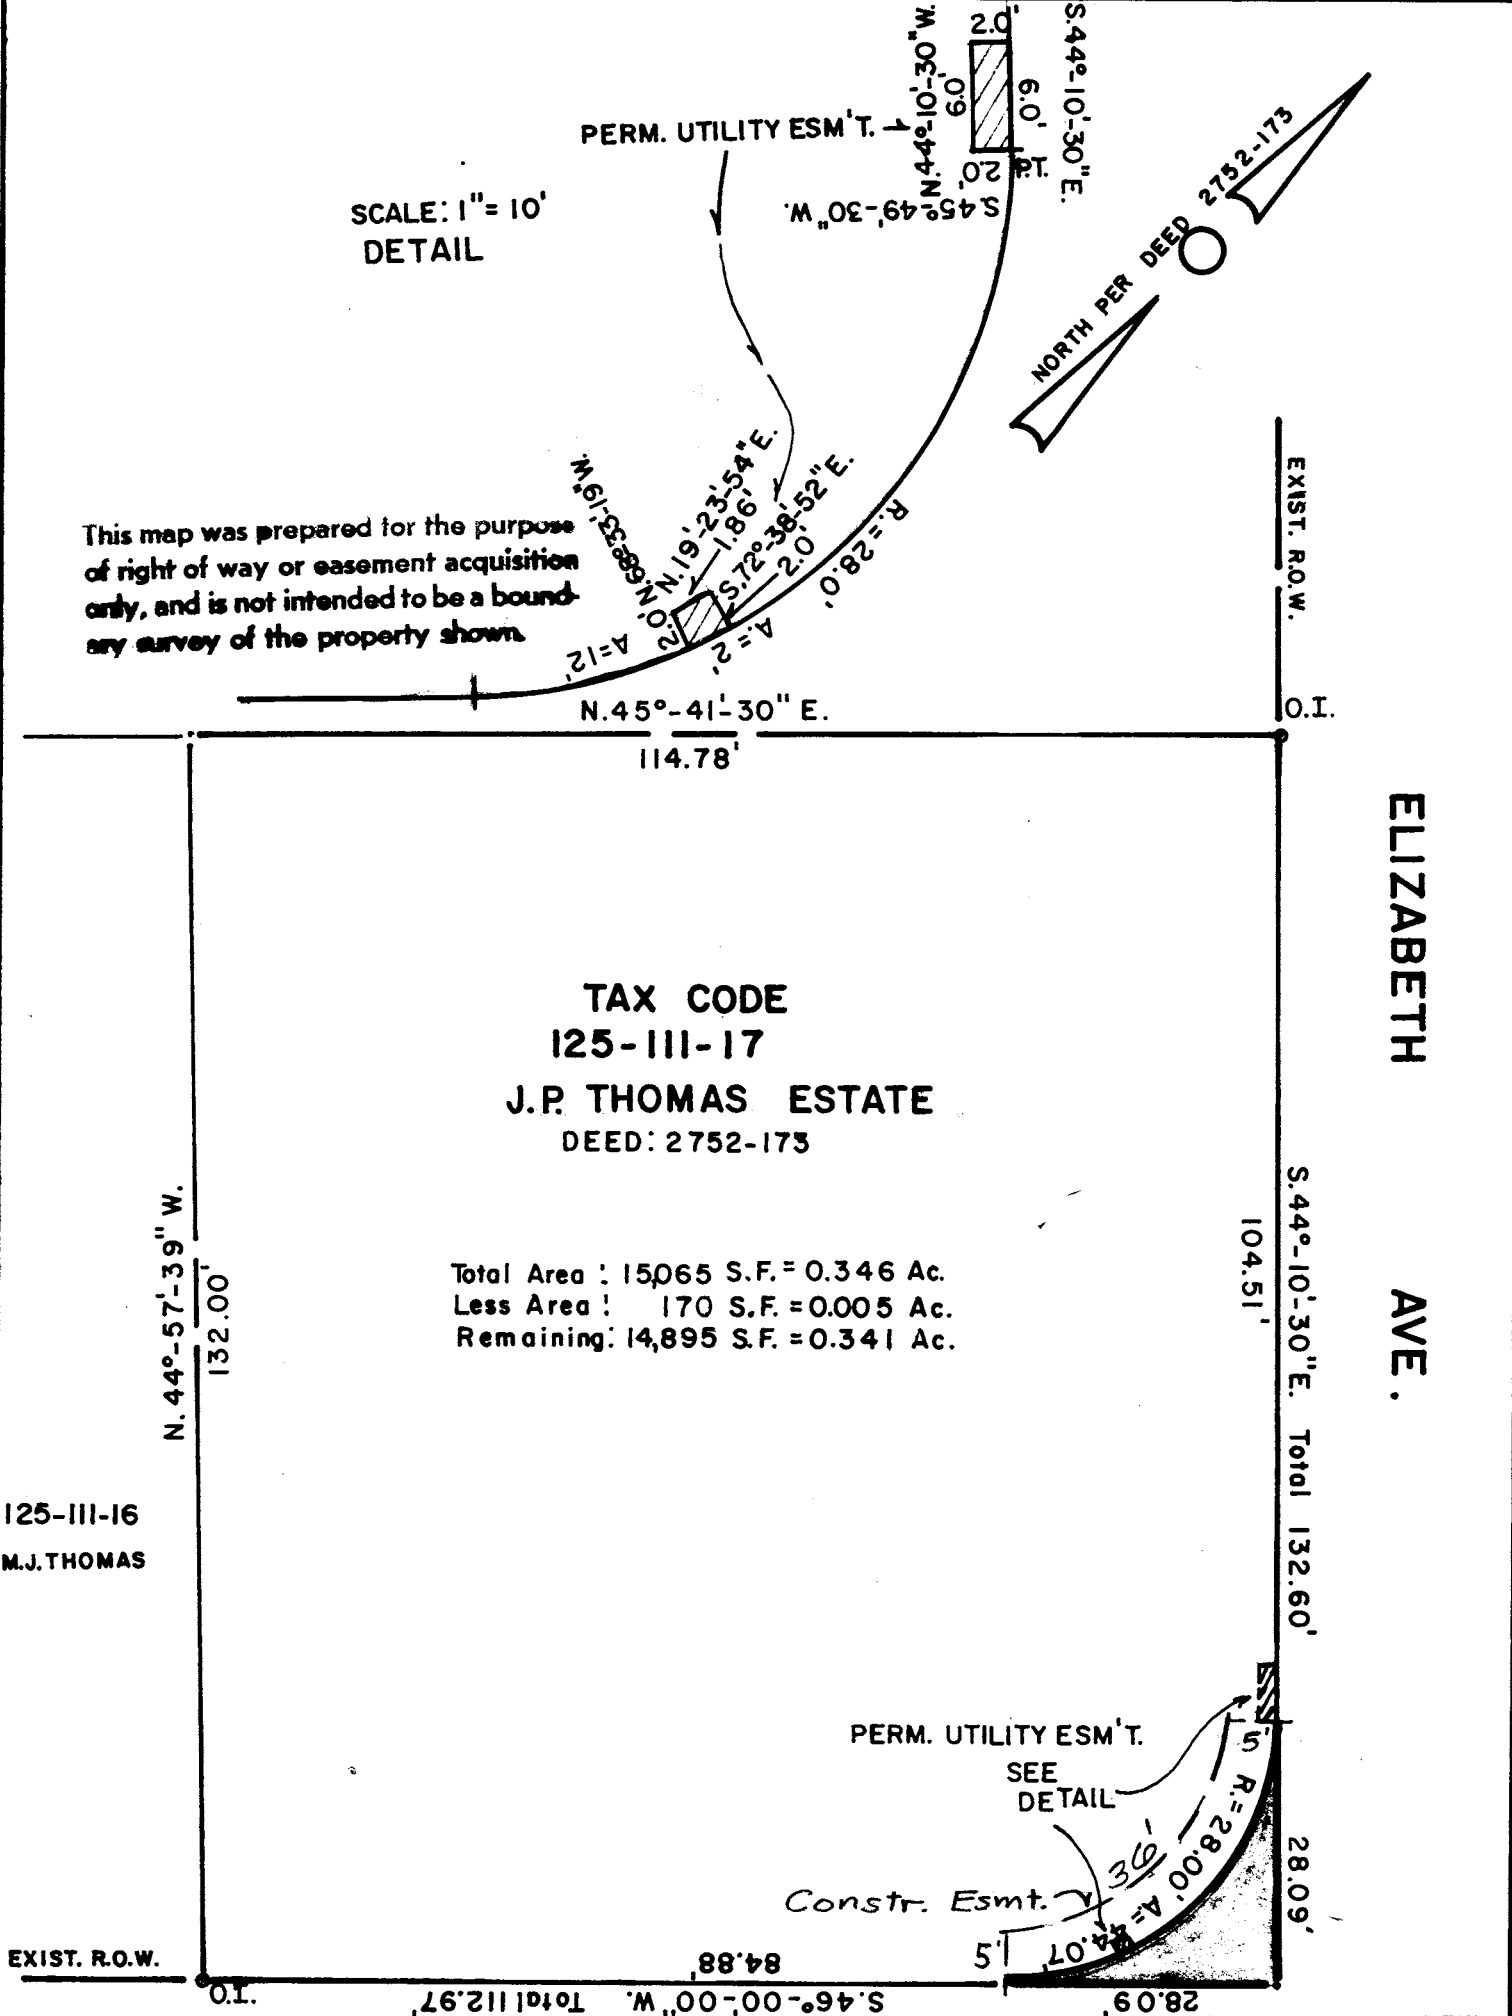 2.0'
N.44°-10'-30"W.
6.0'
6.0'
S.44°-10'-30"E.
PERM. UTILITY ESM'T.
2.0'
P.T.
S.45°-49'-30"W.
SCALE: 1"= 10'
DETAIL
NORTH PER DEED 2752-173
N.68°-33'-19"W.
2.0'
N.19°-23'-54"E.
1.86'
S.72°-38'-52"E.
2.0'
R.=28.0'
A.=2'
A=12'
This map was prepared for the purpose
of right of way or easement acquisition
only, and is not intended to be a bound-
ary survey of the property shown.
EXIST. R.O.W.
O.I.
N.45°-41'-30" E.
114.78'
ELIZABETH AVE.
TAX CODE
125-111-17
J.P. THOMAS ESTATE
DEED: 2752-173
N. 44°-57'-39" W.
132.00'
Total Area : 15,065 S.F. = 0.346 Ac.
Less Area : 170 S.F. = 0.005 Ac.
Remaining: 14,895 S.F. = 0.341 Ac.
104.51'
S.44°-10'-30"E. Total 132.60'
125-111-16
M.J. THOMAS
PERM. UTILITY ESM'T.
SEE
DETAIL
5'
R.=28.00' A.=44.07'
36'
28.09'
Constr. Esmt.
5'
EXIST. R.O.W.
O.I.
84.88'
S.46°-00'-00" W. Total 112.97'
28.09'